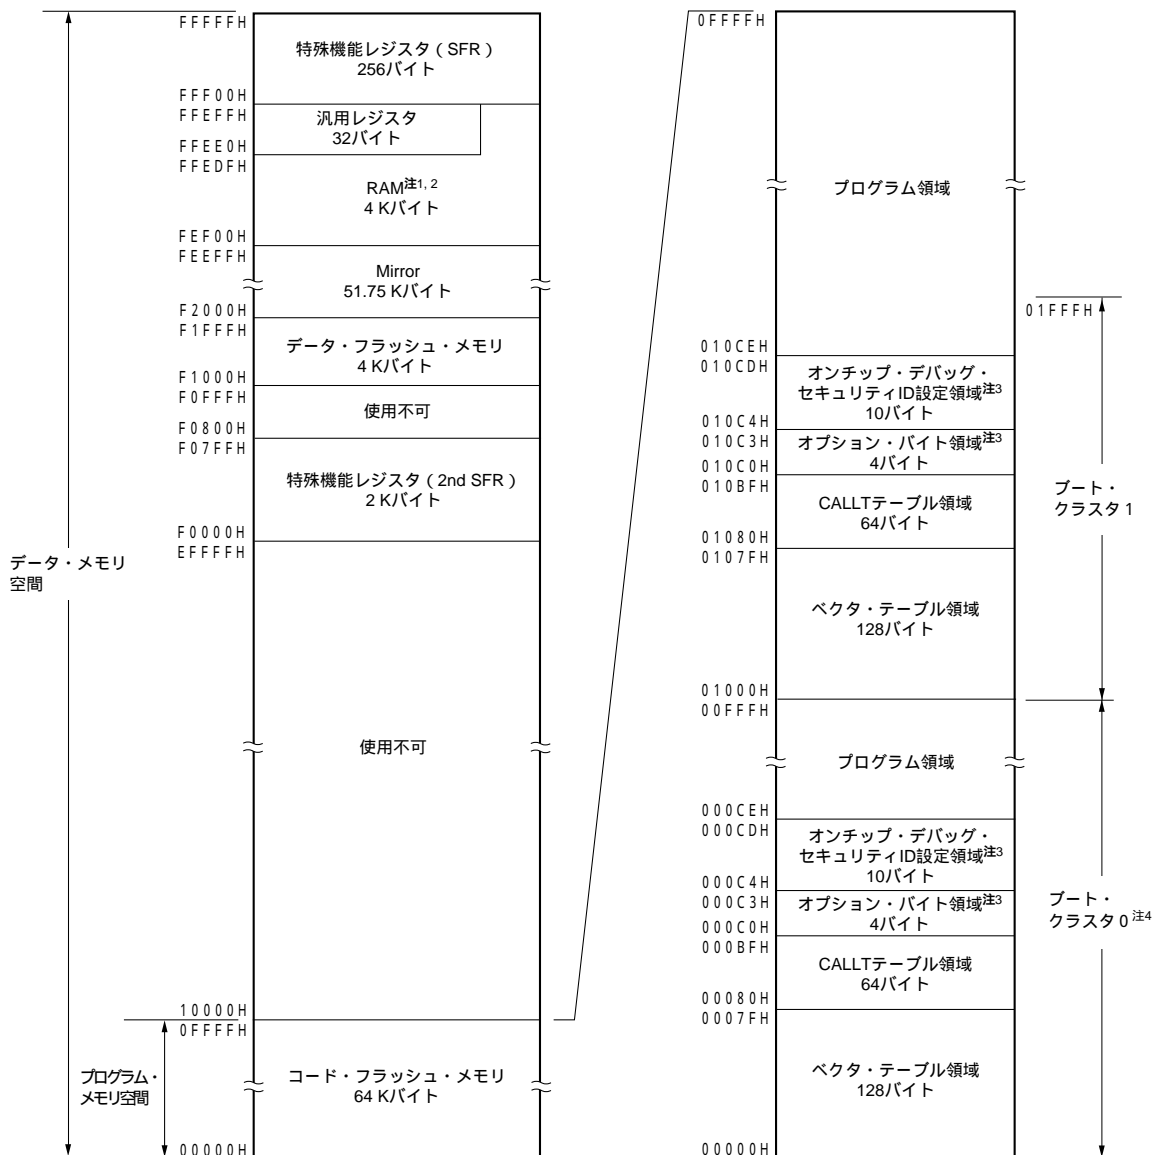 FFFFFH
特殊機能レジスタ（SFR）
256バイト
FFF00H
FFEFFH
汎用レジスタ
32バイト
FFEE0H
FFEDFH
RAM注1, 2
4 Kバイト
FEF00H
FEEFFH
Mirror
51.75 Kバイト
F2000H
F1FFFH
データ・フラッシュ・メモリ
4 Kバイト
F1000H
F0FFFH
使用不可
F0800H
F07FFH
特殊機能レジスタ（2nd SFR）
2 Kバイト
F0000H
EFFFFH
データ・メモリ
空間
使用不可
10000H
0FFFFH
プログラム・
メモリ空間
コード・フラッシュ・メモリ
64 Kバイト
00000H
0FFFFH
プログラム領域
01FFFH
010CEH
010CDH
オンチップ・デバッグ・
セキュリティID設定領域注3
10バイト
010C4H
010C3H
オプション・バイト領域注3
4バイト
010C0H
010BFH
CALLTテーブル領域
64バイト
01080H
0107FH
ブート・
クラスタ1
ベクタ・テーブル領域
128バイト
01000H
00FFFH
プログラム領域
000CEH
000CDH
オンチップ・デバッグ・
セキュリティID設定領域注3
10バイト
000C4H
000C3H
オプション・バイト領域注3
4バイト
000C0H
000BFH
ブート・
クラスタ0注4
CALLTテーブル領域
64バイト
00080H
0007FH
ベクタ・テーブル領域
128バイト
00000H